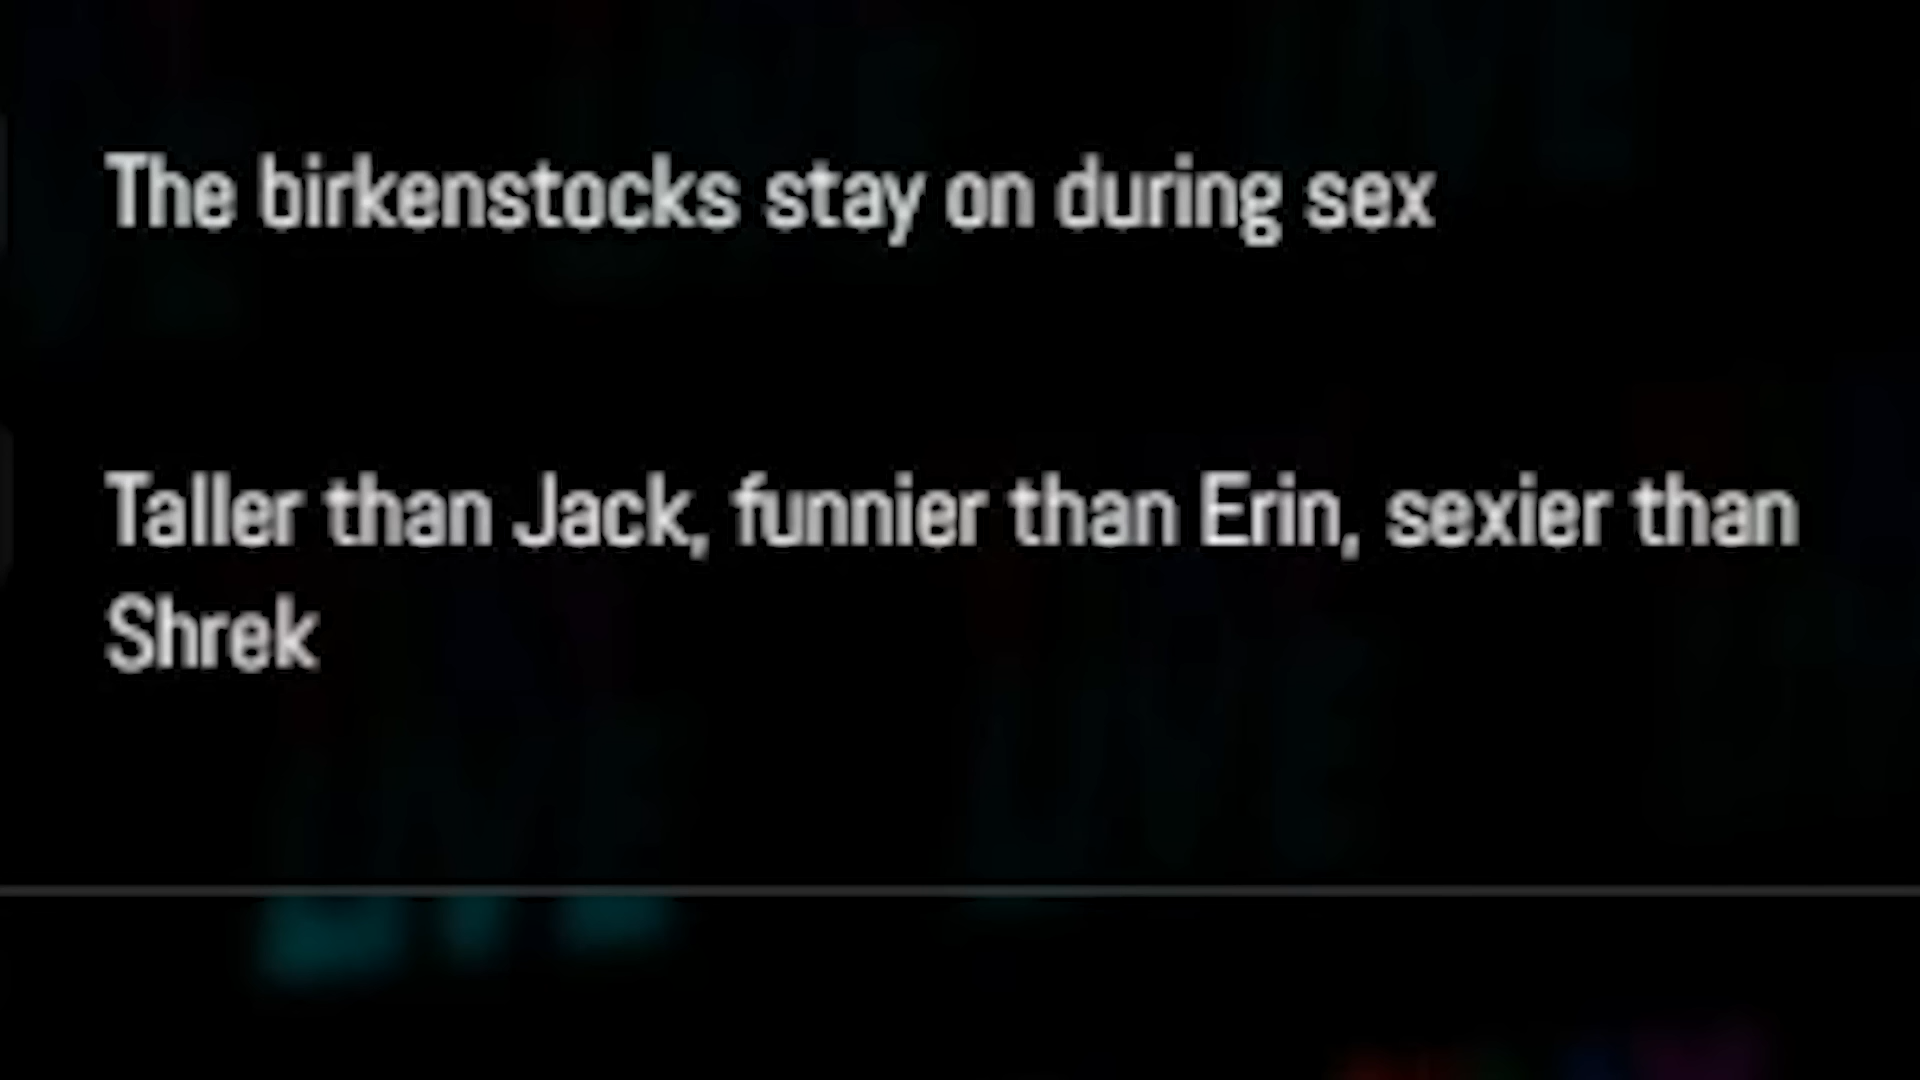 The birkenstocks stay on during sex
Taller than Jack, funnier than Erin, sexier than
Shrek